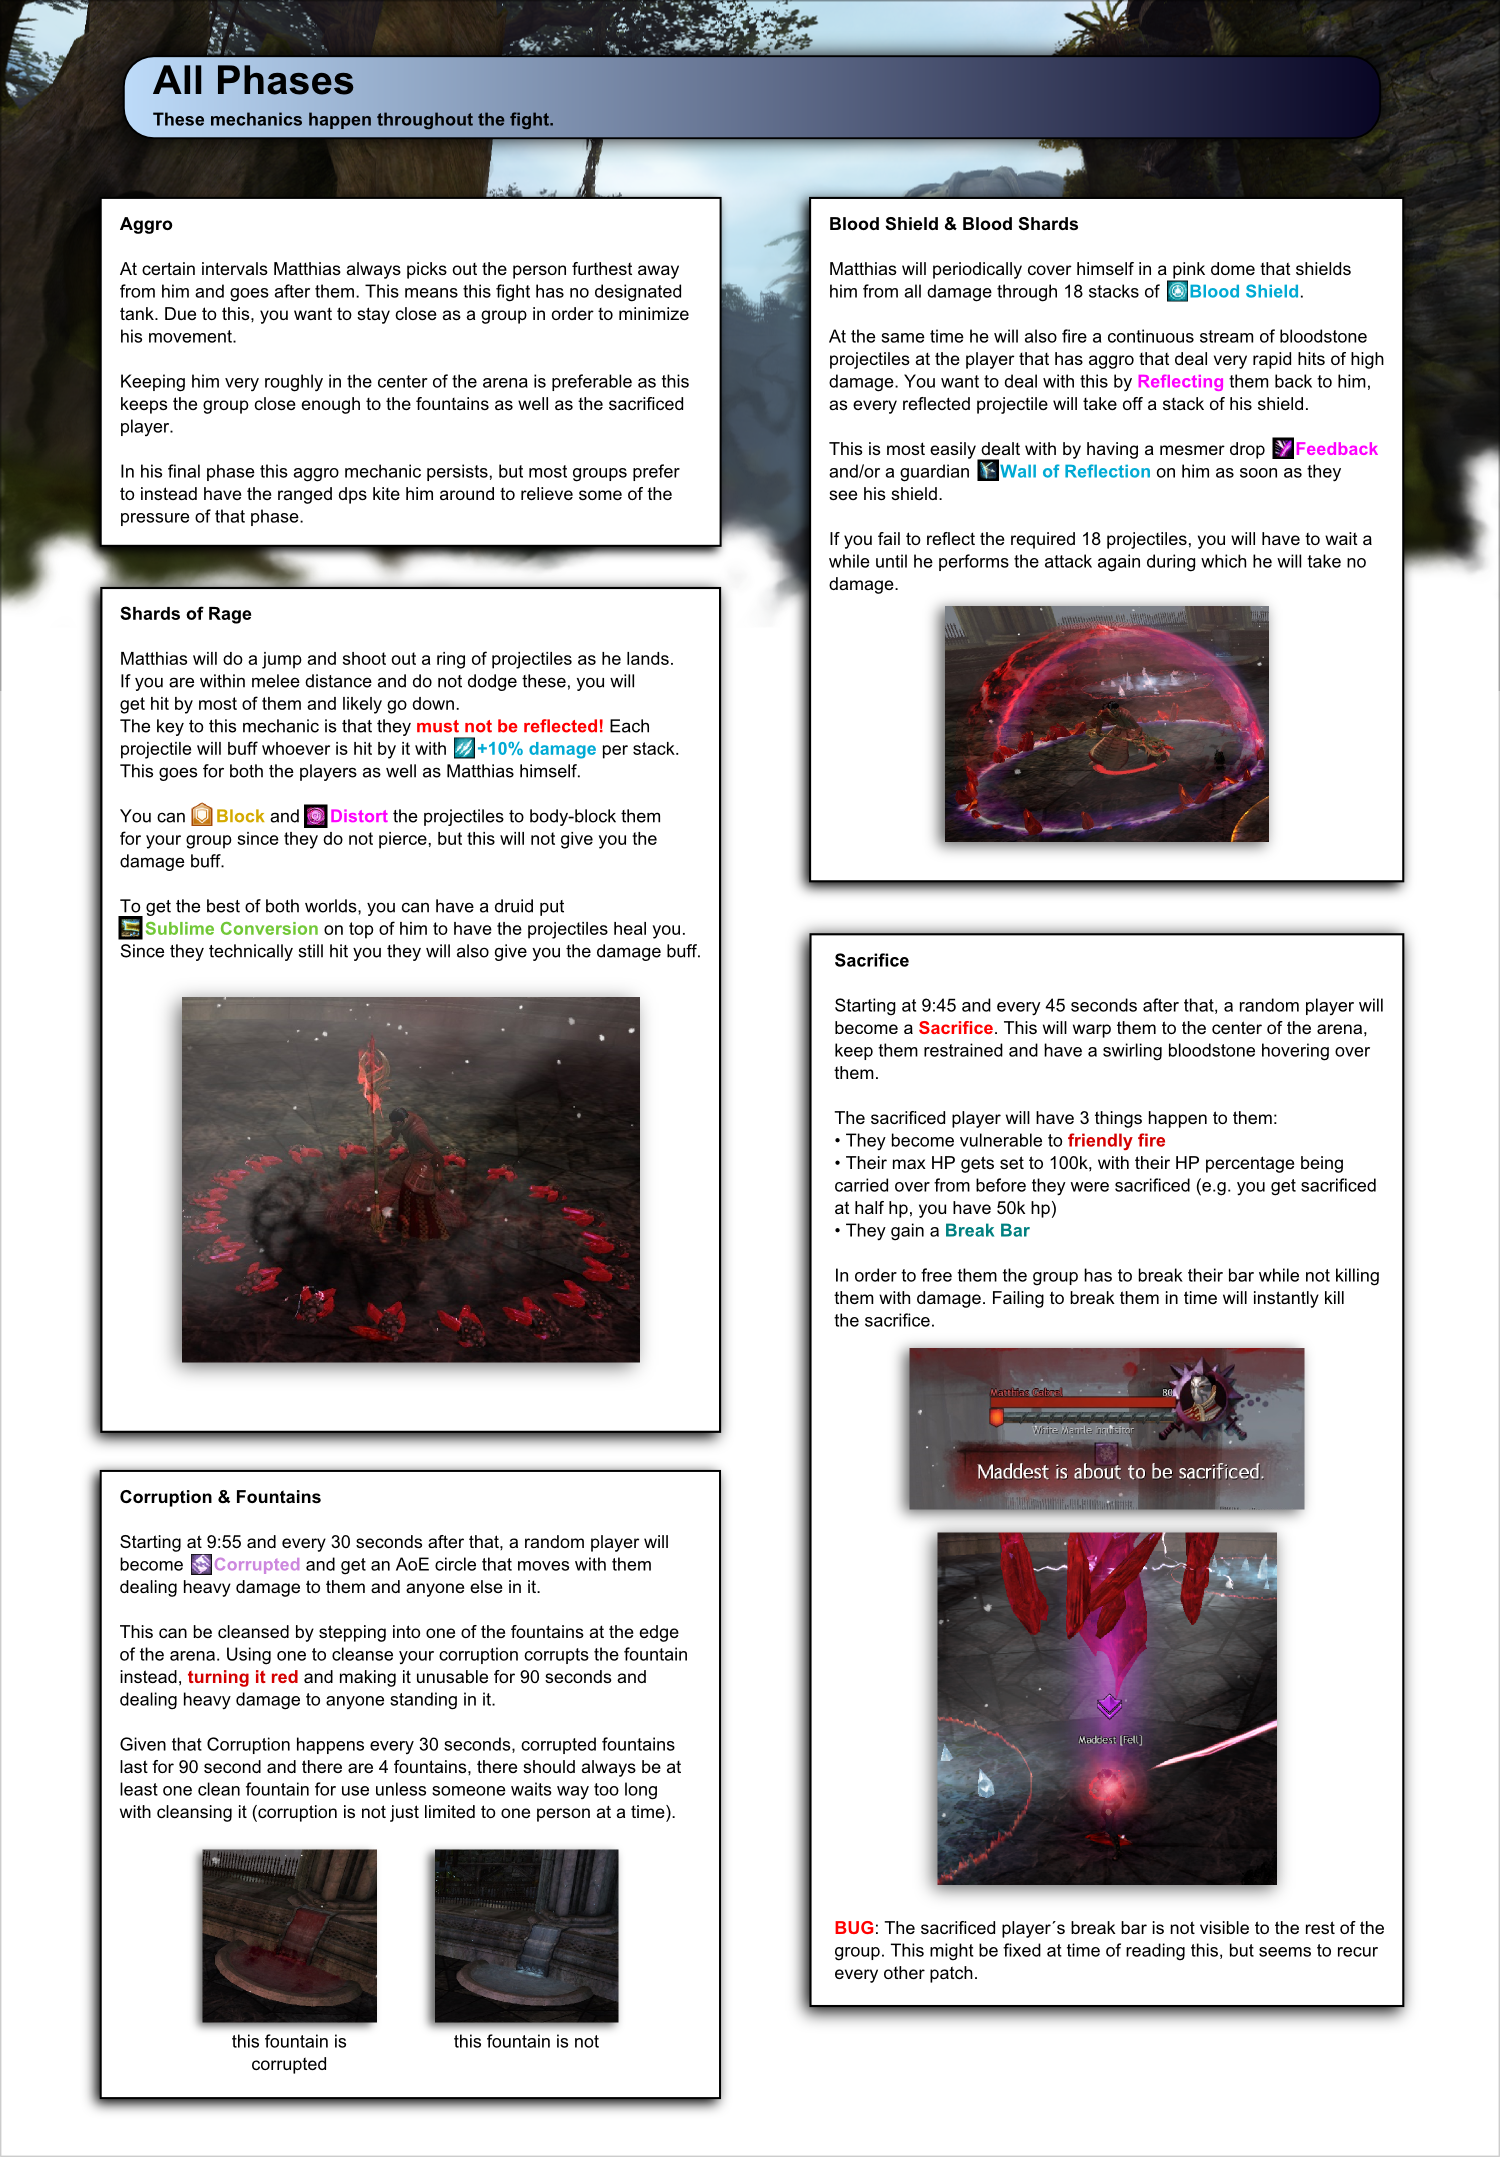 All Phases
These mechanics happen throughout the fight.
Aggro
At certain intervals Matthias always picks out the person furthest away
from him and goes after them. This means this fight has no designated
tank. Due to this, you want to stay close as a group in order to minimize
his movement.
Keeping him very roughly in the center of the arena is preferable as this
keeps the group close enough to the fountains as well as the sacrificed
player.
In his final phase this aggro mechanic persists, but most groups prefer
to instead have the ranged dps kite him around to relieve some of the
pressure of that phase.
Shards of Rage
Matthias will do a jump and shoot out a ring of projectiles as he lands.
If you are within melee distance and do not dodge these, you will
get hit by most of them and likely go down.
The key to this mechanic is that they must not be reflected! Each
projectile will buff whoever is hit by it with +10% damage per stack.
This goes for both the players as well as Matthias himself.
You can Block and Distort the projectiles to body-block them
for your group since they do not pierce, but this will not give you the
damage buff.
To get the best of both worlds, you can have a druid put
Sublime Conversion on top of him to have the projectiles heal you.
Since they technically still hit you they will also give you the damage buff.
Corruption & Fountains
Starting at 9:55 and every 30 seconds after that, a random player will
become Corrupted and get an AoE circle that moves with them
dealing heavy damage to them and anyone else in it.
This can be cleansed by stepping into one of the fountains at the edge
of the arena. Using one to cleanse your corruption corrupts the fountain
instead, turning it red and making it unusable for 90 seconds and
dealing heavy damage to anyone standing in it.
Given that Corruption happens every 30 seconds, corrupted fountains
last for 90 second and there are 4 fountains, there should always be at
least one clean fountain for use unless someone waits way too long
with cleansing it (corruption is not just limited to one person at a time).
this fountain is
corrupted
this fountain is not
Blood Shield & Blood Shards
Matthias will periodically cover himself in a pink dome that shields
him from all damage through 18 stacks of Blood Shield.
At the same time he will also fire a continuous stream of bloodstone
projectiles at the player that has aggro that deal very rapid hits of high
damage. You want to deal with this by Reflecting them back to him,
as every reflected projectile will take off a stack of his shield.
This is most easily dealt with by having a mesmer drop Feedback
and/or a guardian Wall of Reflection on him as soon as they
see his shield.
If you fail to reflect the required 18 projectiles, you will have to wait a
while until he performs the attack again during which he will take no
damage.
Sacrifice
Starting at 9:45 and every 45 seconds after that, a random player will
become a Sacrifice. This will warp them to the center of the arena,
keep them restrained and have a swirling bloodstone hovering over
them.
The sacrificed player will have 3 things happen to them:
• They become vulnerable to friendly fire
• Their max HP gets set to 100k, with their HP percentage being
carried over from before they were sacrificed (e.g. you get sacrificed
at half hp, you have 50k hp)
• They gain a Break Bar
In order to free them the group has to break their bar while not killing
them with damage. Failing to break them in time will instantly kill
the sacrifice.
Matthias Gabrel 80
White Mantle Inquisitor
Maddest is about to be sacrificed.
Maddest [Fell]
BUG: The sacrificed player´s break bar is not visible to the rest of the
group. This might be fixed at time of reading this, but seems to recur
every other patch.